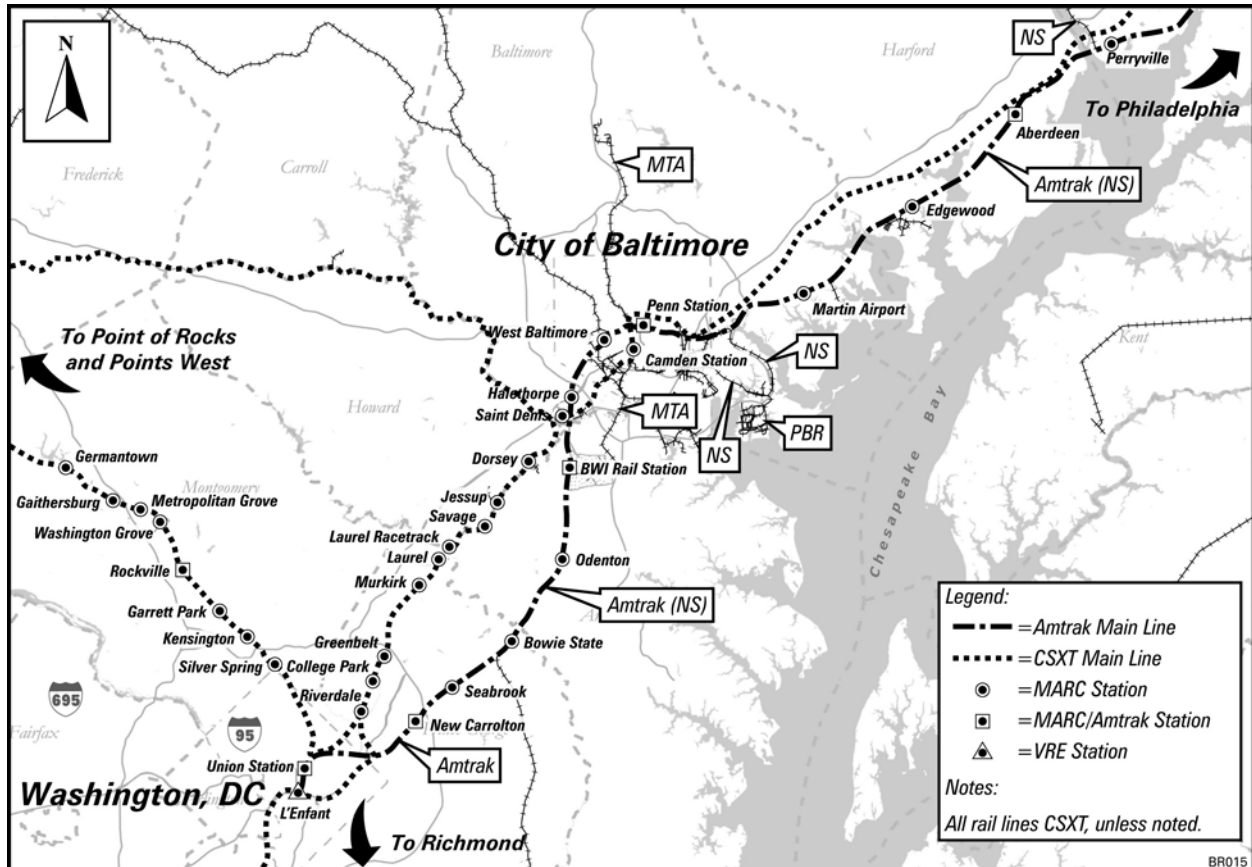 N
Baltimore
Harford
NS
Perryville
To Philadelphia
Aberdeen
Frederick
Carroll
MTA
Amtrak (NS)
Edgewood
City of Baltimore
Penn Station
Martin Airport
West Baltimore
Camden Station
To Point of Rocks
and Points West
NS
Kent
Howard
Halethorpe
Saint Denis
MTA
NS
PBR
Chesapeake Bay
Dorsey
BWI Rail Station
Germantown
Montgomery
Gaithersburg
Metropolitan Grove
Washington Grove
Jessup
Savage
Laurel Racetrack
Laurel
Odenton
Rockville
Murkirk
Amtrak (NS)
Garrett Park
Kensington
Greenbelt
Bowie State
Silver Spring
College Park
Seabrook
Riverdale
695
95
Fairfax
New Carrolton
Union Station
Amtrak
Washington, DC
L'Enfant
To Richmond
Legend:
=Amtrak Main Line
=CSXT Main Line
=MARC Station
=MARC/Amtrak Station
=VRE Station
Notes:
All rail lines CSXT, unless noted.
BR015